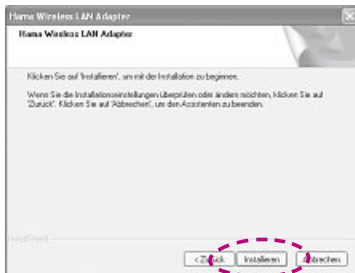 Hama Wireless LAN Adapter
Hama Wireless LAN Adapter
Klicken Sie auf 'Installieren', um mit der Installation zu beginnen.
Wenn Sie die Installationseinstellungen überprüfen oder ändern möchten, klicken Sie auf
'Zurück'. Klicken Sie auf 'Abbrechen', um den Assistenten zu beenden.
InstallShield
< Zurück Installieren Abbrechen